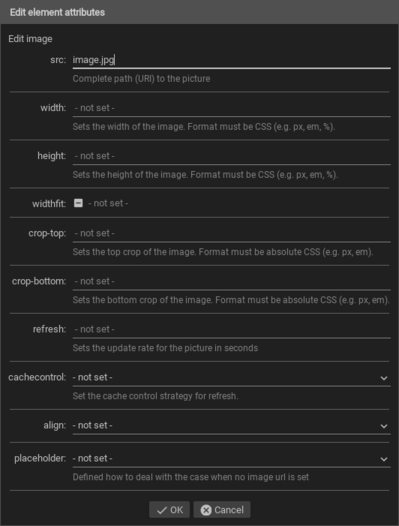 Edit element attributes
Edit image
src: image.jpg
Complete path (URI) to the picture
width: - not set -
Sets the width of the image. Format must be CSS (e.g. px, em, %).
height: - not set -
Sets the height of the image. Format must be CSS (e.g. px, em, %).
widthfit: - not set -
crop-top: - not set -
Sets the top crop of the image. Format must be absolute CSS (e.g. px, em).
crop-bottom: - not set -
Sets the bottom crop of the image. Format must be absolute CSS (e.g. px, em).
refresh: - not set -
Sets the update rate for the picture in seconds
cachecontrol: - not set -
Set the cache control strategy for refresh.
align: - not set -
placeholder: - not set -
Defined how to deal with the case when no image url is set
OK Cancel